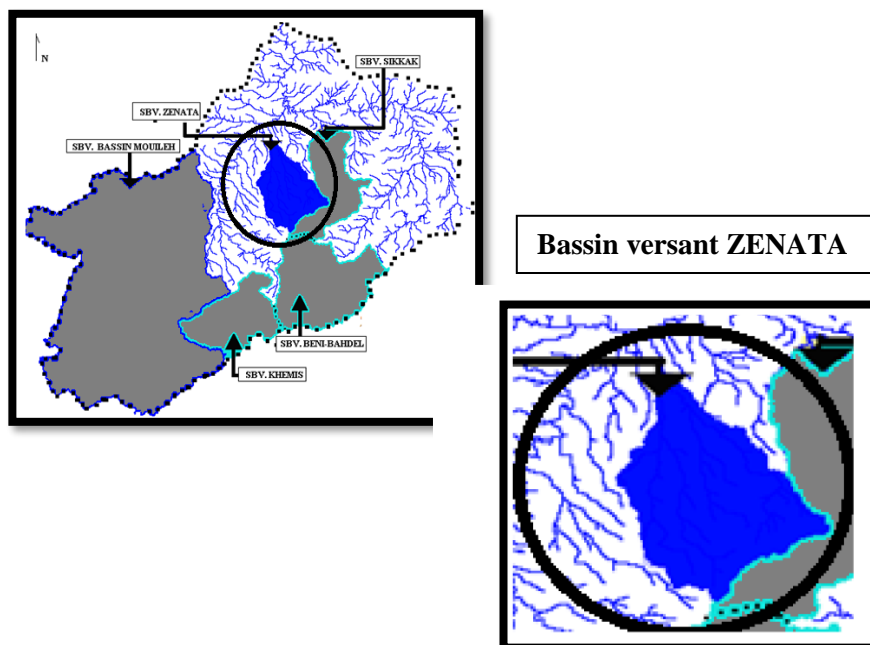 N
SBV. SIKKAK
SBV. ZENATA
SBV. BASSIN MOUILEH
SBV. BENI-BAHDEL
SBV. KHEMIS
Bassin versant ZENATA